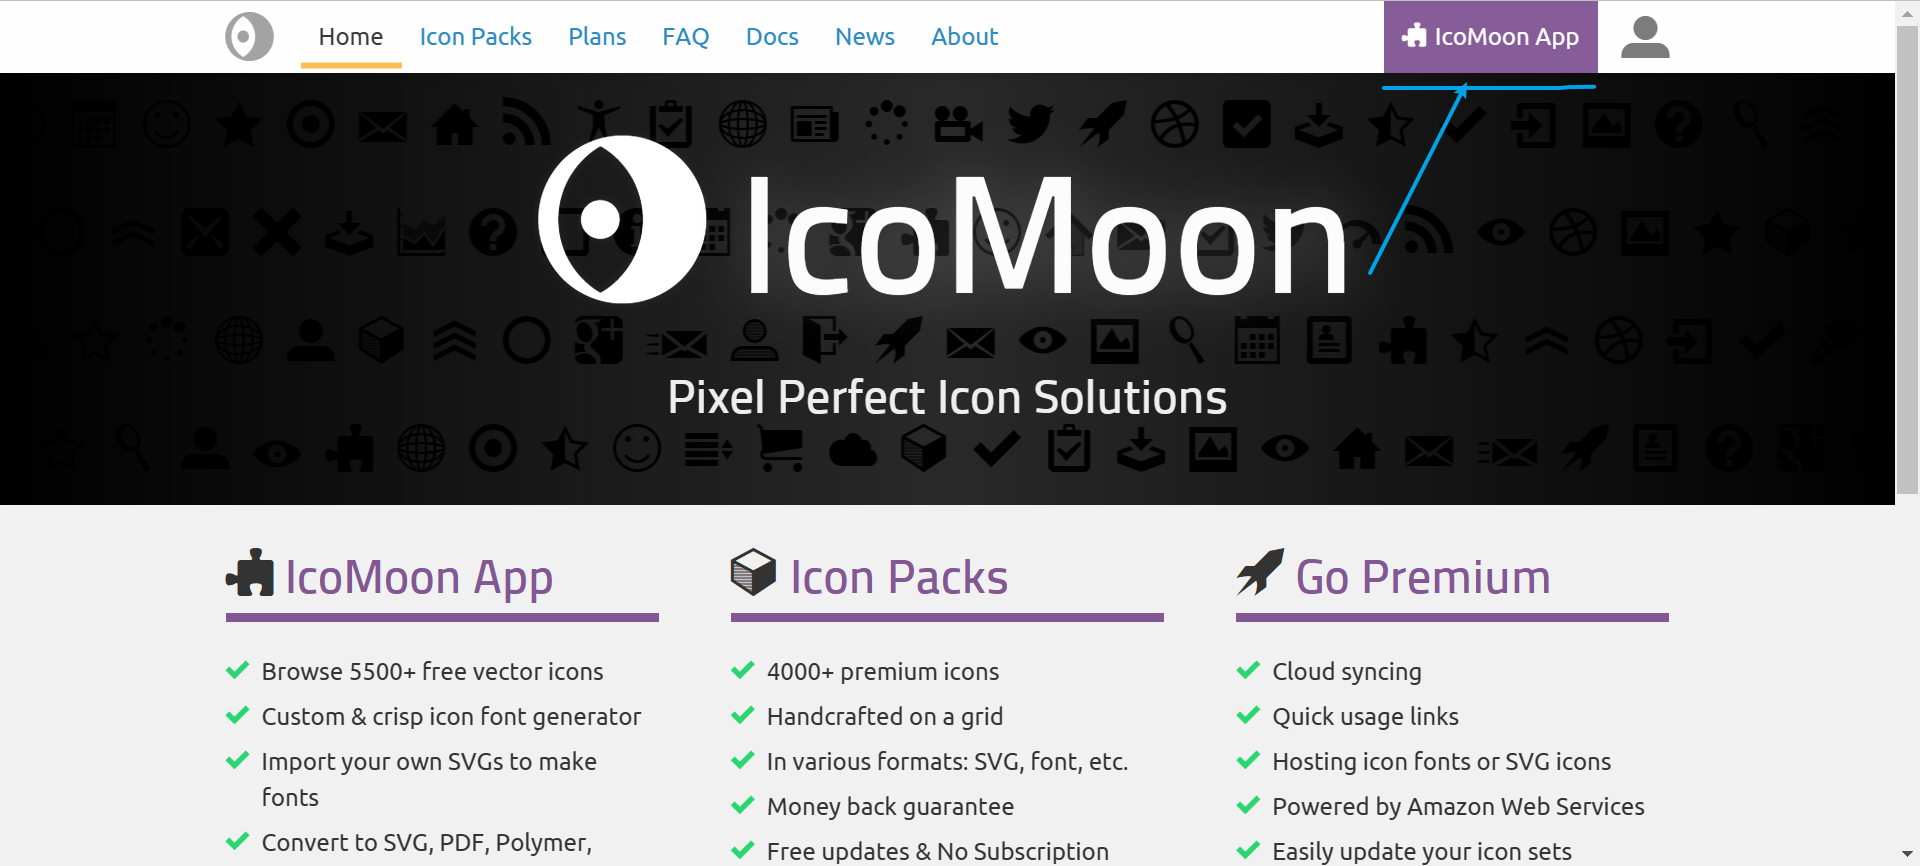 Home Icon Packs Plans FAQ Docs News About IcoMoon App
IcoMoon
Pixel Perfect Icon Solutions
IcoMoon App
Browse 5500+ free vector icons
Custom & crisp icon font generator
Import your own SVGs to make
fonts
Convert to SVG, PDF, Polymer,
Icon Packs
4000+ premium icons
Handcrafted on a grid
In various formats: SVG, font, etc.
Money back guarantee
Free updates & No Subscription
Go Premium
Cloud syncing
Quick usage links
Hosting icon fonts or SVG icons
Powered by Amazon Web Services
Easily update your icon sets